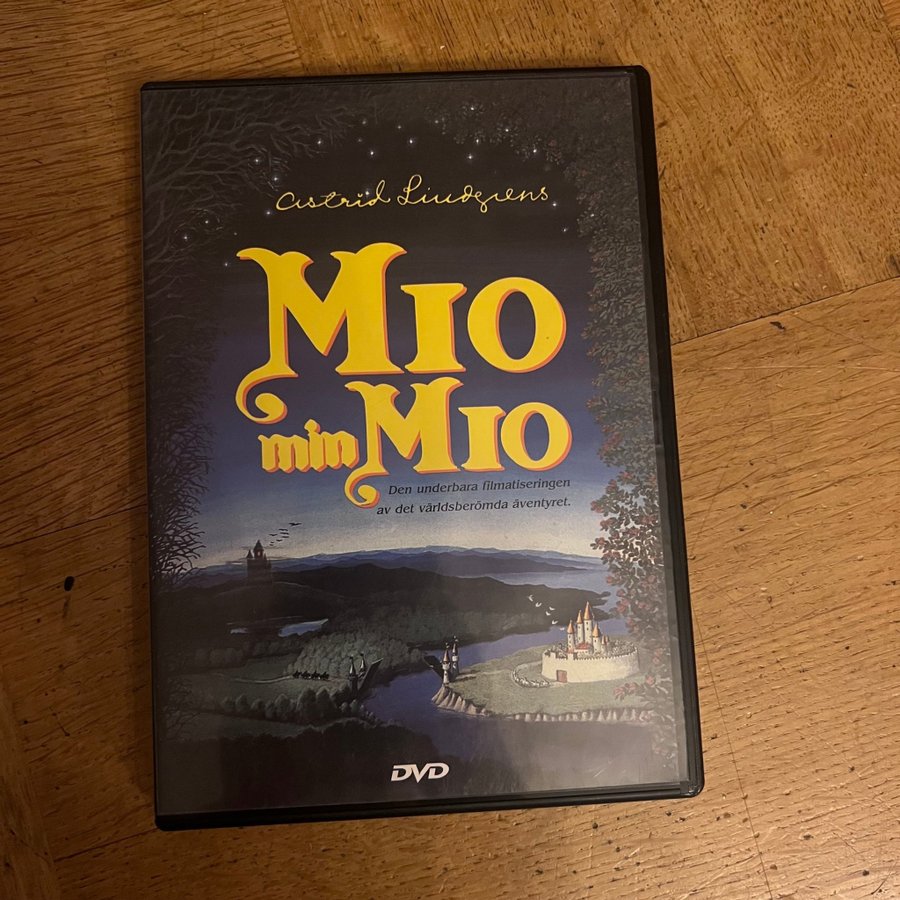 Astrid Lindgrens
Mio
min Mio
Den underbara filmatiseringen
av det världsberömda äventyret.
DVD